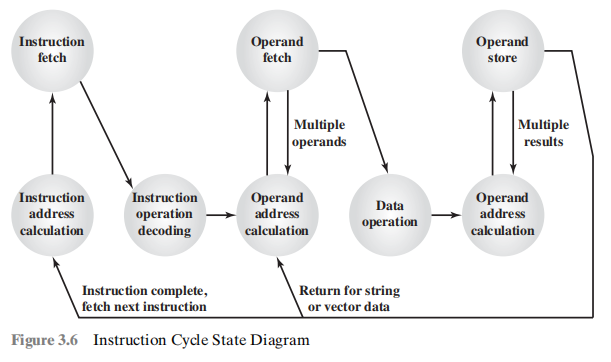 Instruction
fetch
Operand
fetch
Operand
store
Multiple
operands
Multiple
results
Instruction
address
calculation
Instruction
operation
decoding
Operand
address
calculation
Data
operation
Operand
address
calculation
Instruction complete,
fetch next instruction
Return for string
or vector data
Figure 3.6 Instruction Cycle State Diagram